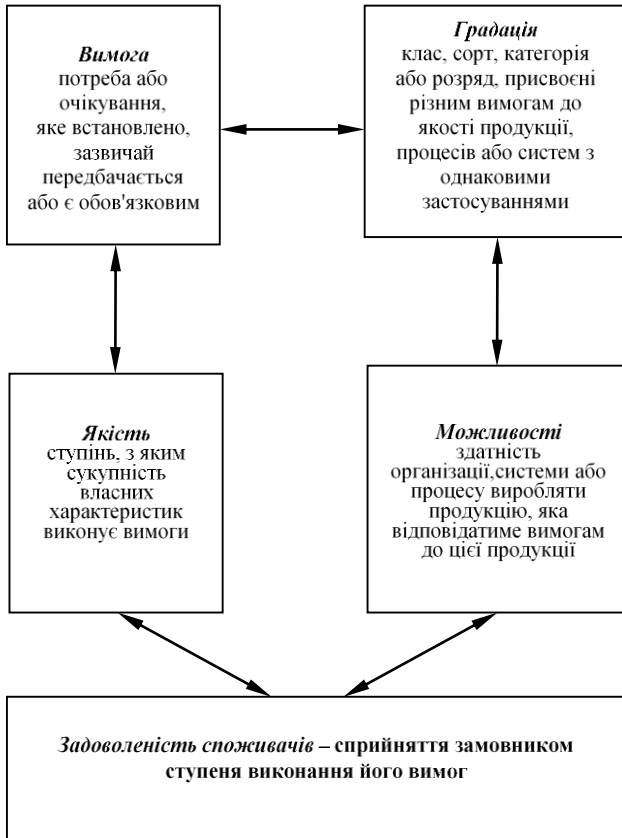 Вимога
потреба або
очікування,
яке встановлено,
зазвичай
передбачається
або є обов'язковим
Градація
клас, сорт, категорія
або розряд, присвоєні
різним вимогам до
якості продукції,
процесів або систем з
однаковими
застосуваннями
Якість
ступінь, з яким
сукупність
власних
характеристик
виконує вимоги
Можливості
здатність
організації,системи або
процесу виробляти
продукцію, яка
відповідатиме вимогам
до цієї продукції
Задоволеність споживачів – сприйняття замовником
ступеня виконання його вимог